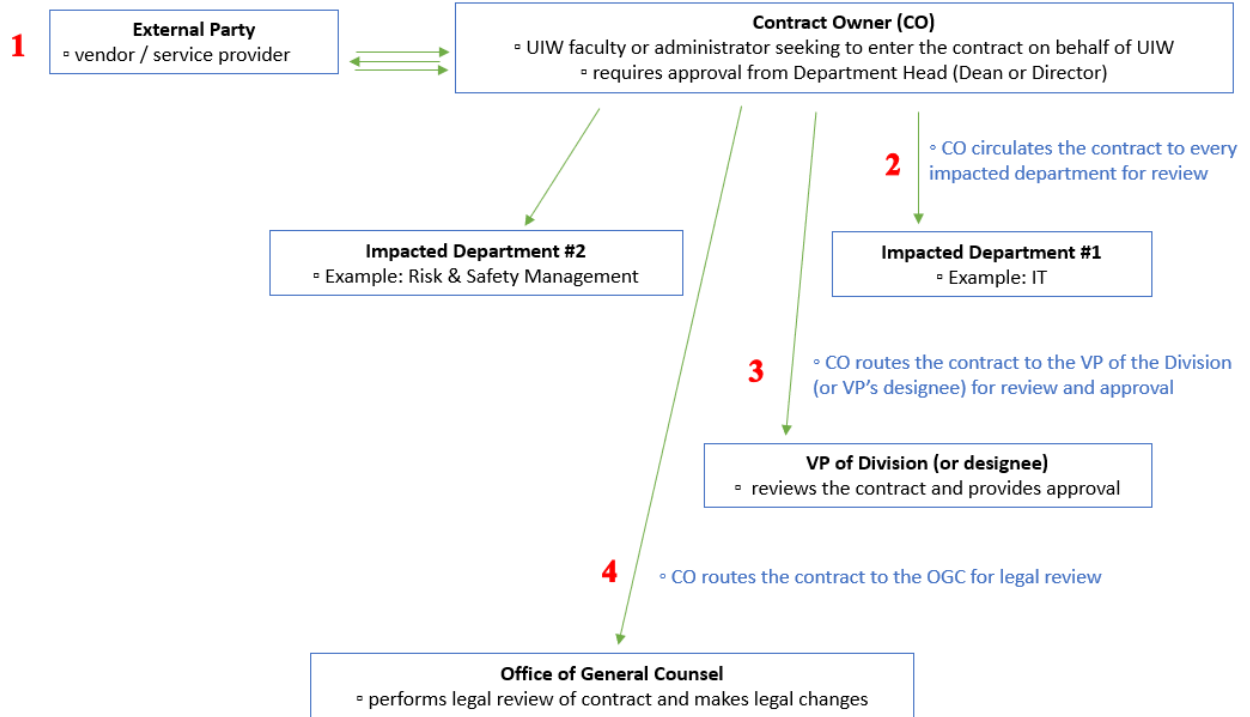 1
External Party
▫ vendor / service provider
Contract Owner (CO)
▫ UIW faculty or administrator seeking to enter the contract on behalf of UIW
▫ requires approval from Department Head (Dean or Director)
2
◦ CO circulates the contract to every
impacted department for review
Impacted Department #2
▫ Example: Risk & Safety Management
Impacted Department #1
▫ Example: IT
3
◦ CO routes the contract to the VP of the Division
(or VP’s designee) for review and approval
VP of Division (or designee)
▫ reviews the contract and provides approval
4
◦ CO routes the contract to the OGC for legal review
Office of General Counsel
▫ performs legal review of contract and makes legal changes